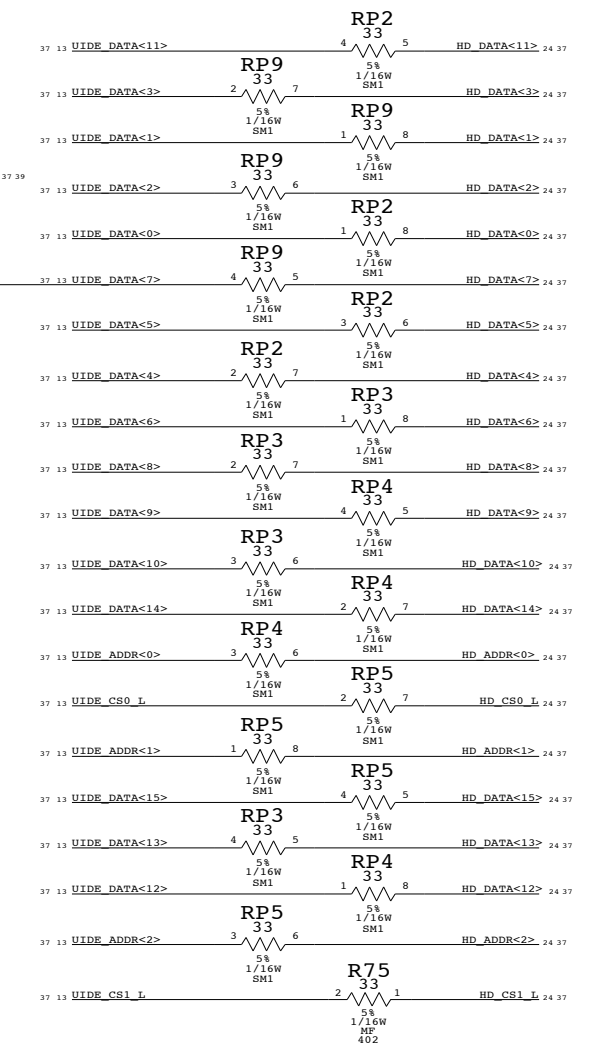 RP2
33
37 13 UIDE_DATA<11> 4 5 HD_DATA<11> 24 37
5%
1/16W
SM1
RP9
33
37 13 UIDE_DATA<3> 2 7 HD_DATA<3> 24 37
5%
1/16W
SM1
RP9
33
37 13 UIDE_DATA<1> 1 8 HD_DATA<1> 24 37
5%
1/16W
SM1
37 39
RP9
33
37 13 UIDE_DATA<2> 3 6 HD_DATA<2> 24 37
5%
1/16W
SM1
RP2
33
37 13 UIDE_DATA<0> 1 8 HD_DATA<0> 24 37
5%
1/16W
SM1
RP9
33
37 13 UIDE_DATA<7> 4 5 HD_DATA<7> 24 37
5%
1/16W
SM1
RP2
33
37 13 UIDE_DATA<5> 3 6 HD_DATA<5> 24 37
5%
1/16W
SM1
RP2
33
37 13 UIDE_DATA<4> 2 7 HD_DATA<4> 24 37
5%
1/16W
SM1
RP3
33
37 13 UIDE_DATA<6> 1 8 HD_DATA<6> 24 37
5%
1/16W
SM1
RP3
33
37 13 UIDE_DATA<8> 2 7 HD_DATA<8> 24 37
5%
1/16W
SM1
RP4
33
37 13 UIDE_DATA<9> 4 5 HD_DATA<9> 24 37
5%
1/16W
SM1
RP3
33
37 13 UIDE_DATA<10> 3 6 HD_DATA<10> 24 37
5%
1/16W
SM1
RP4
33
37 13 UIDE_DATA<14> 2 7 HD_DATA<14> 24 37
5%
1/16W
SM1
RP4
33
37 13 UIDE_ADDR<0> 3 6 HD_ADDR<0> 24 37
5%
1/16W
SM1
RP5
33
37 13 UIDE_CS0_L 2 7 HD_CS0_L 24 37
5%
1/16W
SM1
RP5
33
37 13 UIDE_ADDR<1> 1 8 HD_ADDR<1> 24 37
5%
1/16W
SM1
RP5
33
37 13 UIDE_DATA<15> 4 5 HD_DATA<15> 24 37
5%
1/16W
SM1
RP3
33
37 13 UIDE_DATA<13> 4 5 HD_DATA<13> 24 37
5%
1/16W
SM1
RP4
33
37 13 UIDE_DATA<12> 1 8 HD_DATA<12> 24 37
5%
1/16W
SM1
RP5
33
37 13 UIDE_ADDR<2> 3 6 HD_ADDR<2> 24 37
5%
1/16W
SM1
R75
33
37 13 UIDE_CS1_L 2 1 HD_CS1_L 24 37
5%
1/16W
MF
402